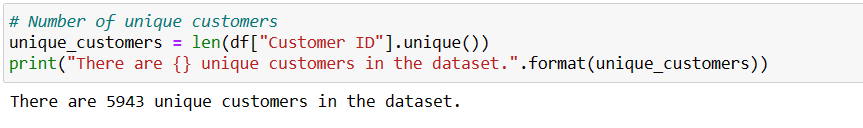 # Number of unique customers
unique_customers = len(df["Customer ID"].unique())
print("There are {} unique customers in the dataset.".format(unique_customers))
There are 5943 unique customers in the dataset.